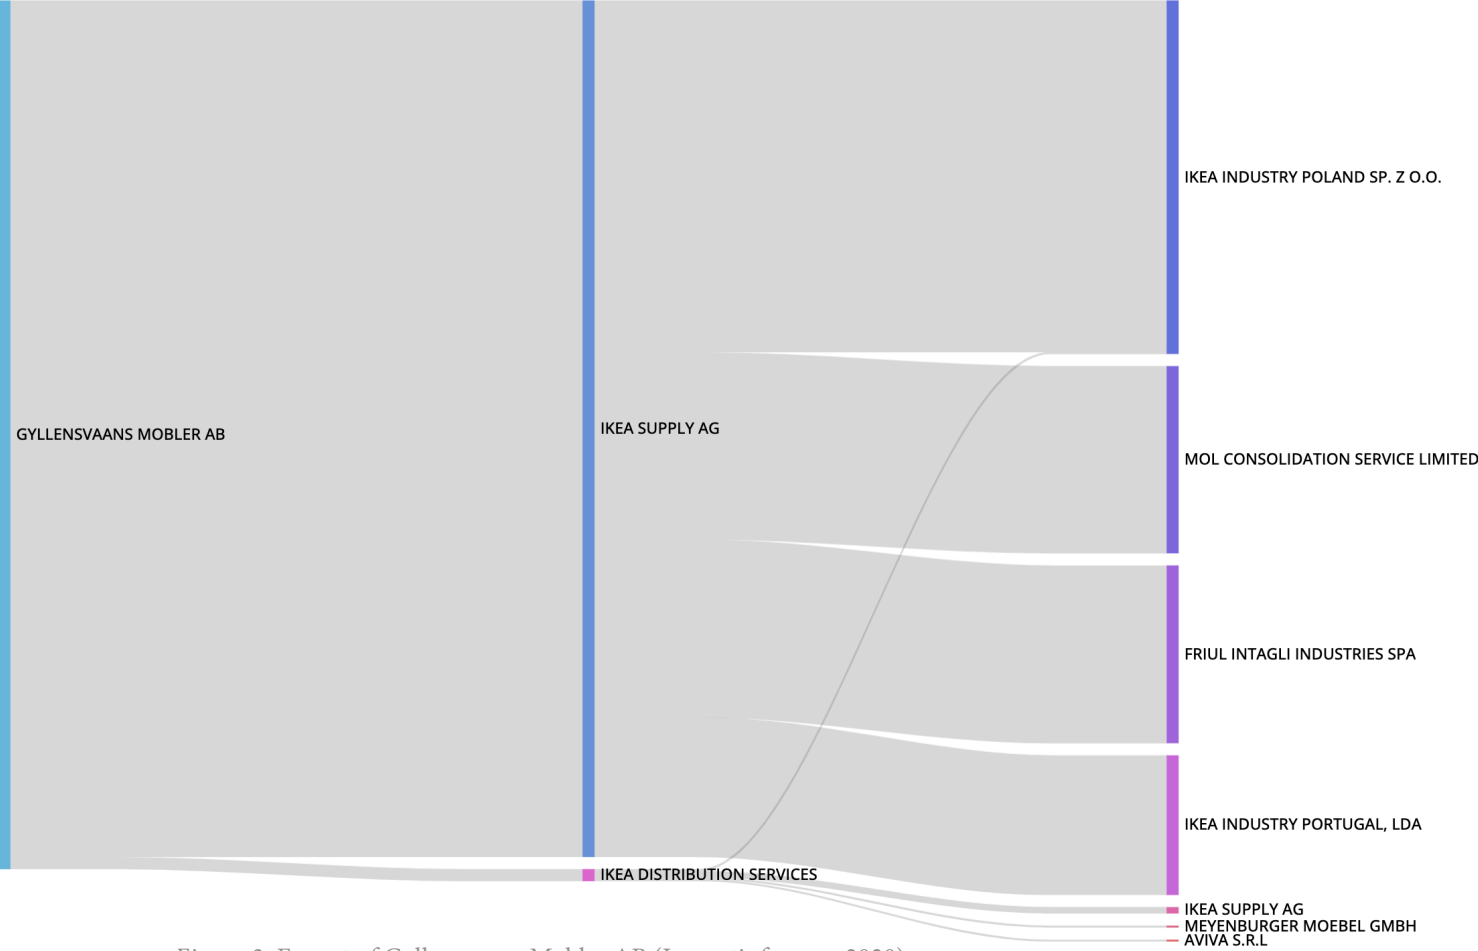 GYLLENSVAANS MOBLER AB
IKEA SUPPLY AG
IKEA DISTRIBUTION SERVICES
IKEA INDUSTRY POLAND SP. Z O.O.
MOL CONSOLIDATION SERVICE LIMITED
FRIUL INTAGLI INDUSTRIES SPA
IKEA INDUSTRY PORTUGAL, LDA
IKEA SUPPLY AG
MEYENBURGER MOEBEL GMBH
AVIVA S.R.L